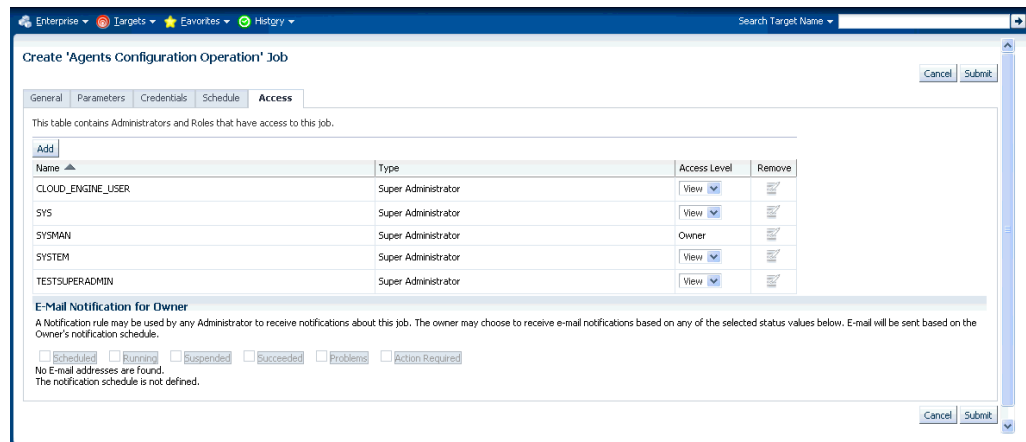 Enterprise Targets Favorites History Search Target Name
Create 'Agents Configuration Operation' Job
Cancel Submit
General Parameters Credentials Schedule Access
This table contains Administrators and Roles that have access to this job.
Add
Name Type Access Level Remove
CLOUD_ENGINE_USER Super Administrator View
SYS Super Administrator View
SYSMAN Super Administrator Owner
SYSTEM Super Administrator View
TESTSUPERADMIN Super Administrator View
E-Mail Notification for Owner
A Notification rule may be used by any Administrator to receive notifications about this job. The owner may choose to receive e-mail notifications based on any of the selected status values below. E-mail will be sent based on the
Owner's notification schedule.
Scheduled Running Suspended Succeeded Problems Action Required
No E-mail addresses are found.
The notification schedule is not defined.
Cancel Submit